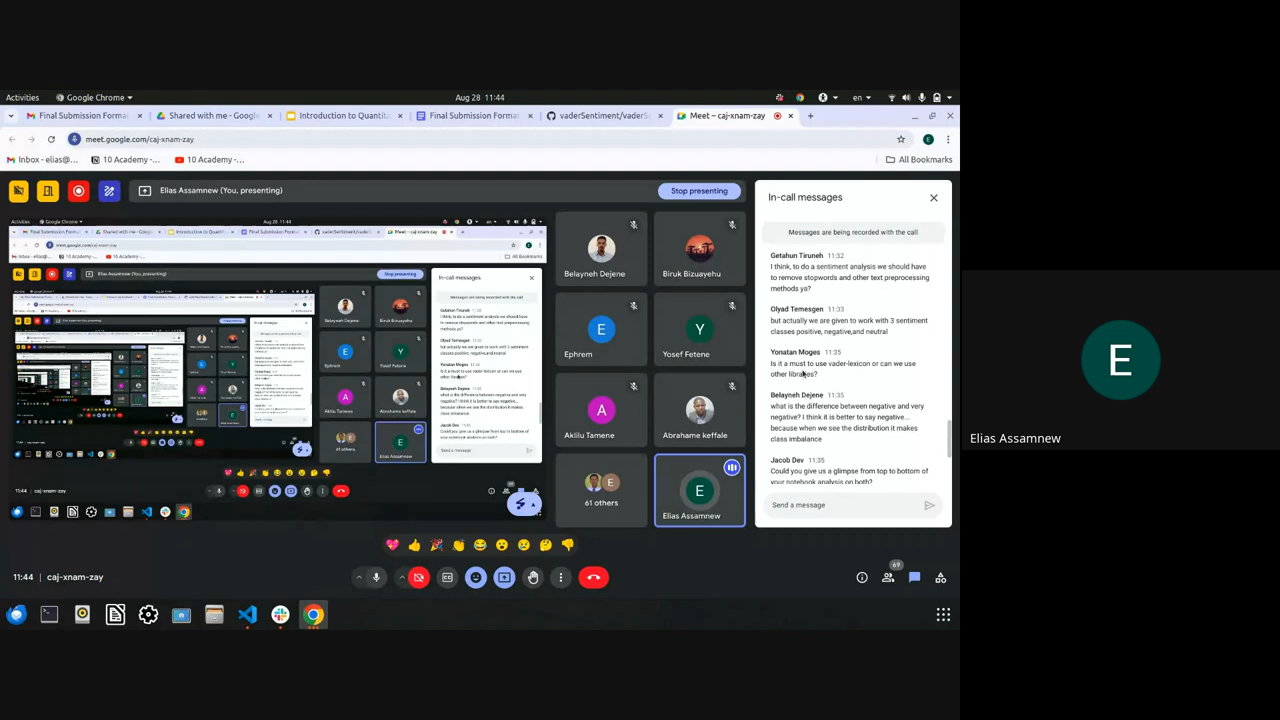 Activities
Google Chrome
Aug 28 11:44
en
Final Submission Forma
Shared with me - Google
Introduction to Quantita
Final Submission Forma
vaderSentiment/vaderS
Meet – caj-xnam-zay
meet.google.com/caj-xnam-zay
Inbox - elias@...
10 Academy -...
10 Academy -...
All Bookmarks
Elias Assamnew (You, presenting)
Stop presenting
Belayneh Dejene
Biruk Bizuayehu
E
Ephrem
Y
Yosef Fetene
A
Aklilu Tamene
Abrahame keffale
E
61 others
E
Elias Assamnew
In-call messages
Messages are being recorded with the call
Getahun Tiruneh 11:32
I think, to do a sentiment analysis we should have
to remove stopwords and other text preprocessing
methods ya?
Olyad Temesgen 11:33
but actually we are given to work with 3 sentiment
classes positive, negative,and neutral
Yonatan Moges 11:35
Is it a must to use vader-lexicon or can we use
other libraries?
Belayneh Dejene 11:35
what is the difference between negative and very
negative? I think it is better to say negative...
because when we see the distribution it makes
class imbalance
Jacob Dev 11:35
Could you give us a glimpse from top to bottom of
your notebook analysis on both?
Send a message
11:44
caj-xnam-zay
69
E
Elias Assamnew